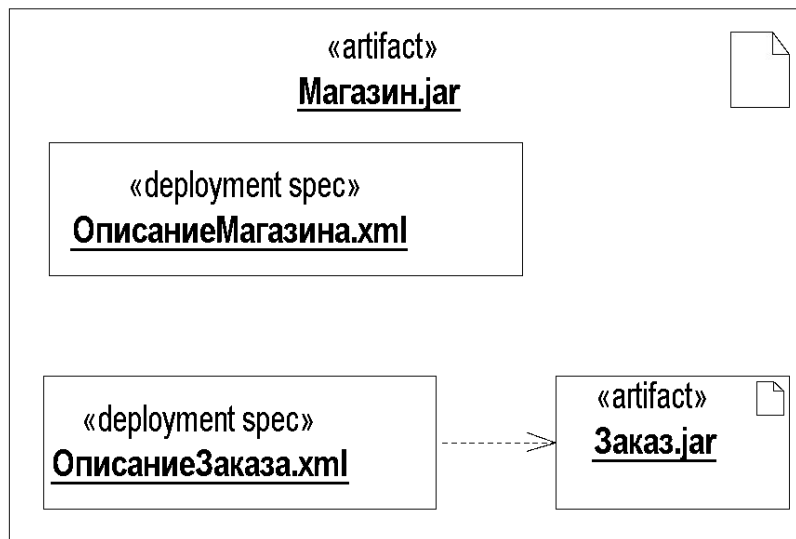 «artifact»
Магазин.jar
«deployment spec»
ОписаниеМагазина.xml
«deployment spec»
ОписаниеЗаказа.xml
«artifact»
Заказ.jar